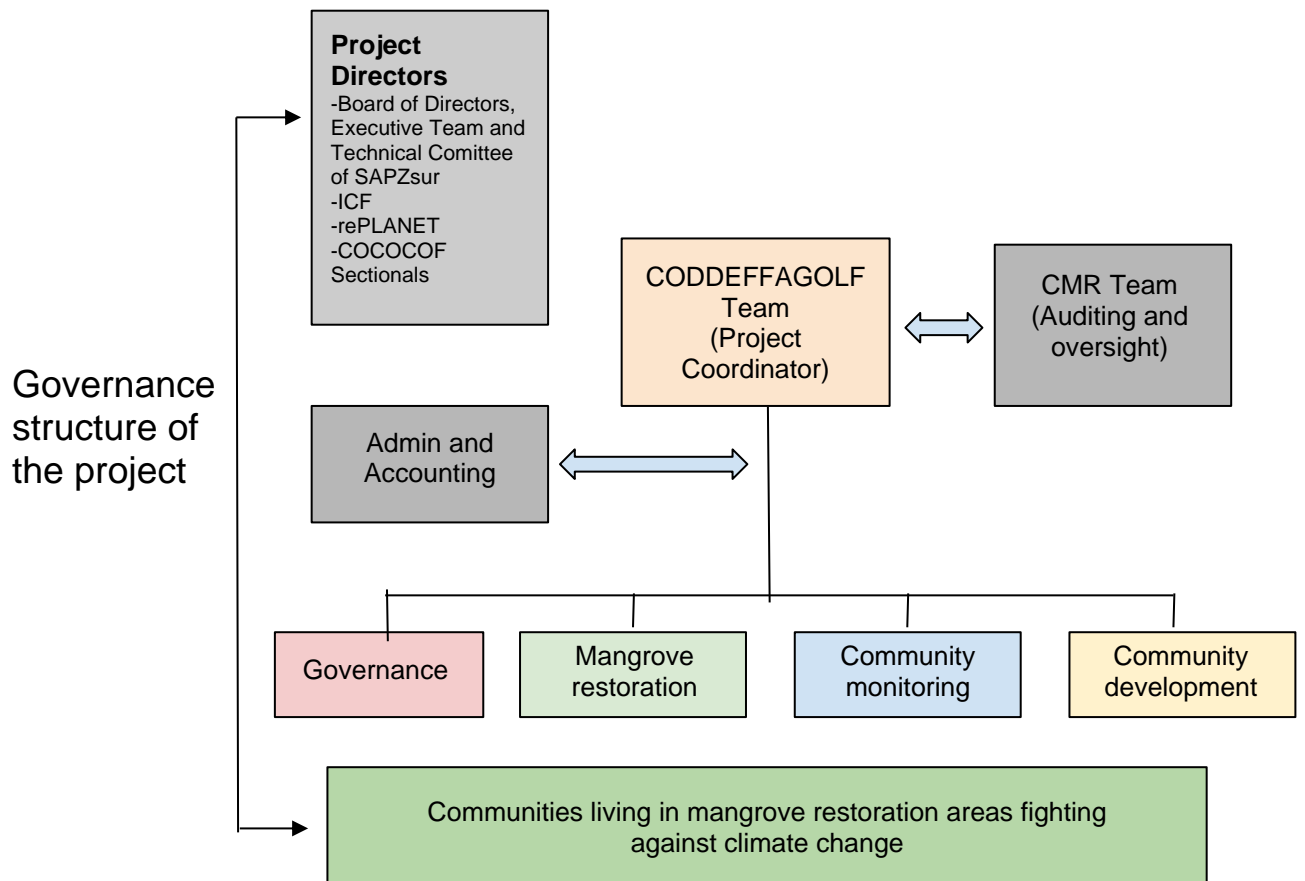 Project
Directors
-Board of Directors,
Executive Team and
Technical Comittee
of SAPZsur
-ICF
-rePLANET
-COCOCOF
Sectionals
CODDEFFAGOLF
Team
(Project
Coordinator)
CMR Team
(Auditing and
oversight)
Governance
structure of
the project
Admin and
Accounting
Governance
Mangrove
restoration
Community
monitoring
Community
development
Communities living in mangrove restoration areas fighting
against climate change